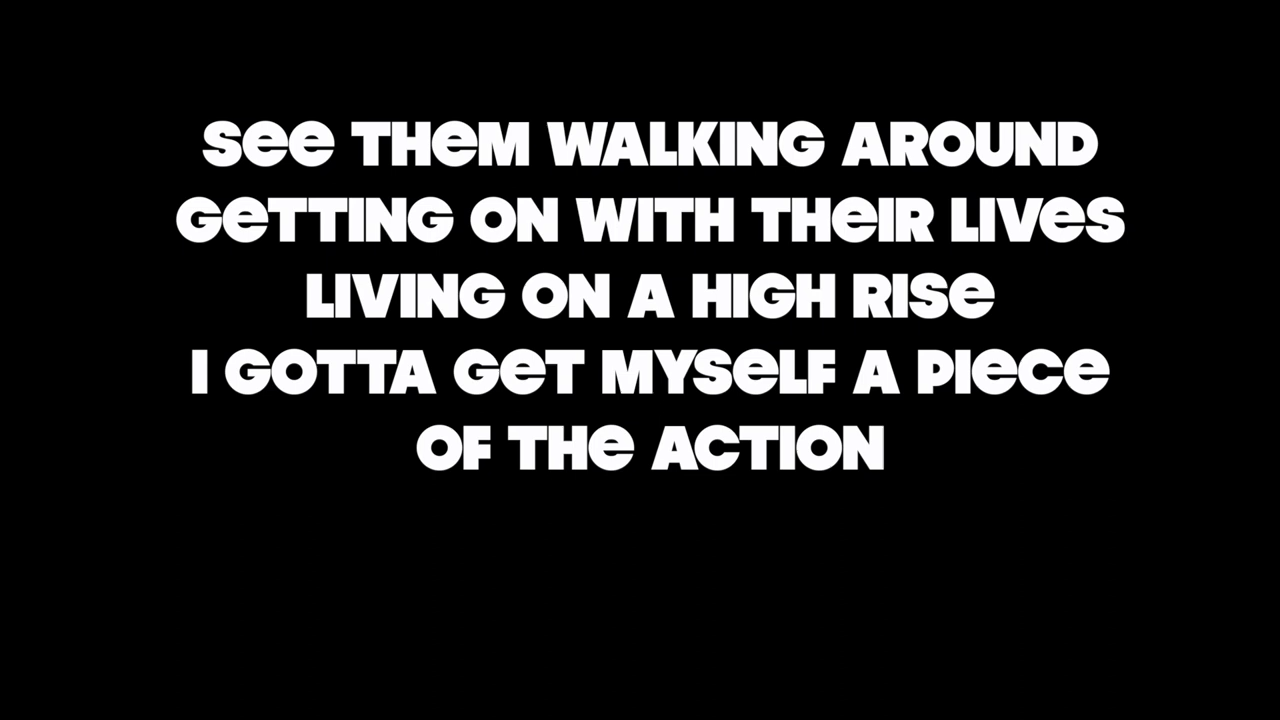 See THeM WALKING AROUND
GeTTING ON WITH THeIR LIVeS
LIVING ON A HIGH RISe
I GOTTA GeT MYSeLF A PIeCe
OF THe ACTION